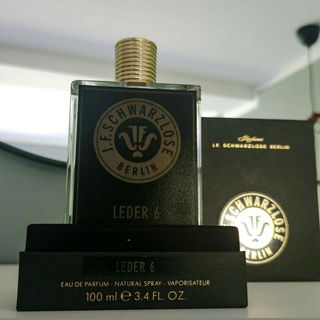 J.F. SCHWARZLOSE
BERLIN
LEDER 6
LEDER 6
EAU DE PARFUM · NATURAL SPRAY · VAPORISATEUR
100 ml ℮ 3.4 FL. OZ.
Parfums
J.F. SCHWARZLOSE BERLIN
J.F. SCHWARZLOSE
BERLIN